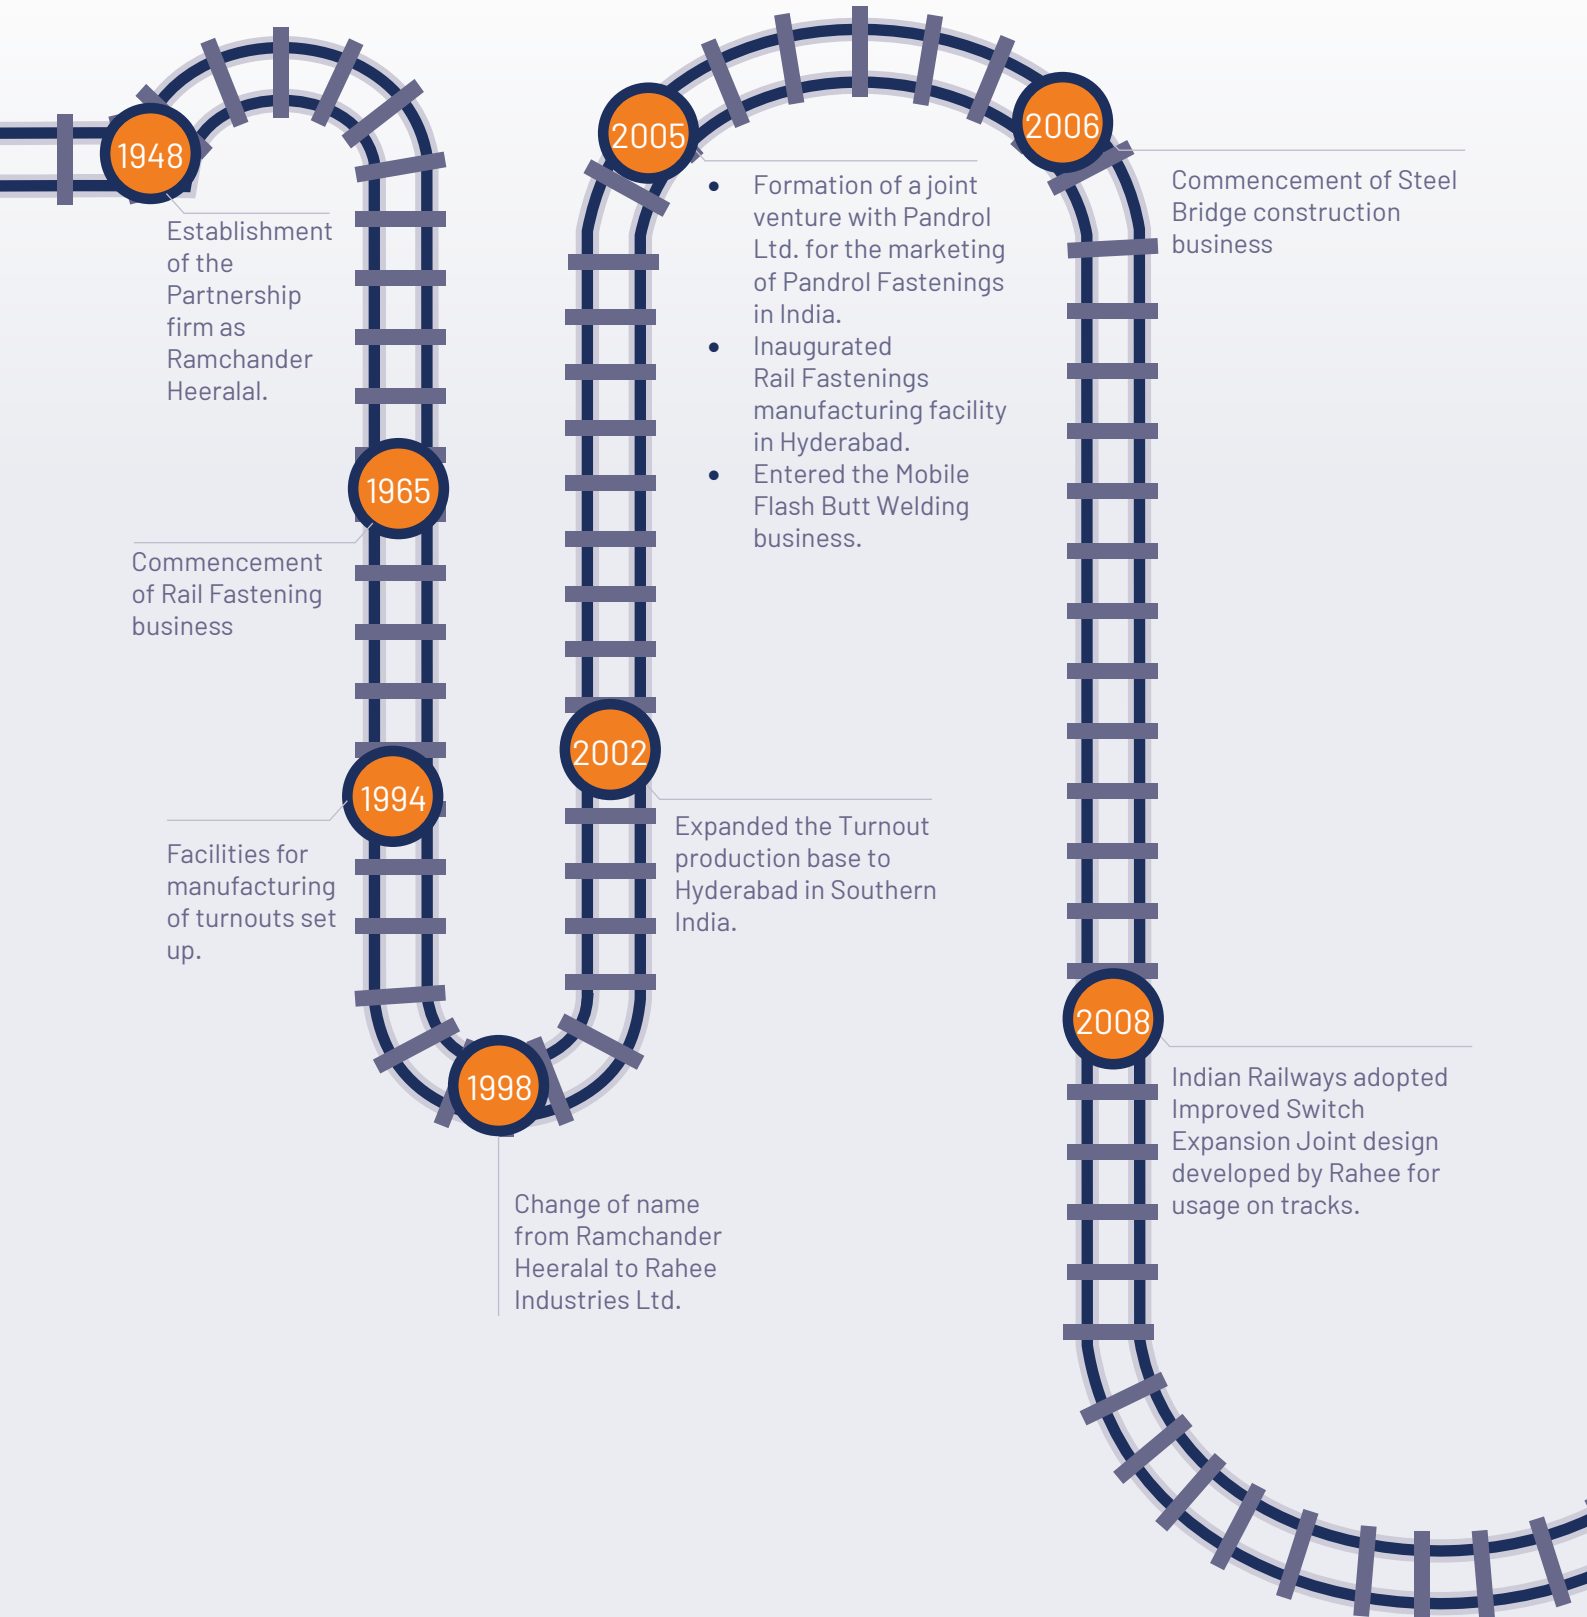 1948
Establishment
of the
Partnership
firm as
Ramchander
Heeralal.
1965
Commencement
of Rail Fastening
business
1994
Facilities for
manufacturing
of turnouts set
up.
1998
Change of name
from Ramchander
Heeralal to Rahee
Industries Ltd.
2002
Expanded the Turnout
production base to
Hyderabad in Southern
India.
2005
• Formation of a joint
venture with Pandrol
Ltd. for the marketing
of Pandrol Fastenings
in India.
• Inaugurated
Rail Fastenings
manufacturing facility
in Hyderabad.
• Entered the Mobile
Flash Butt Welding
business.
2006
Commencement of Steel
Bridge construction
business
2008
Indian Railways adopted
Improved Switch
Expansion Joint design
developed by Rahee for
usage on tracks.